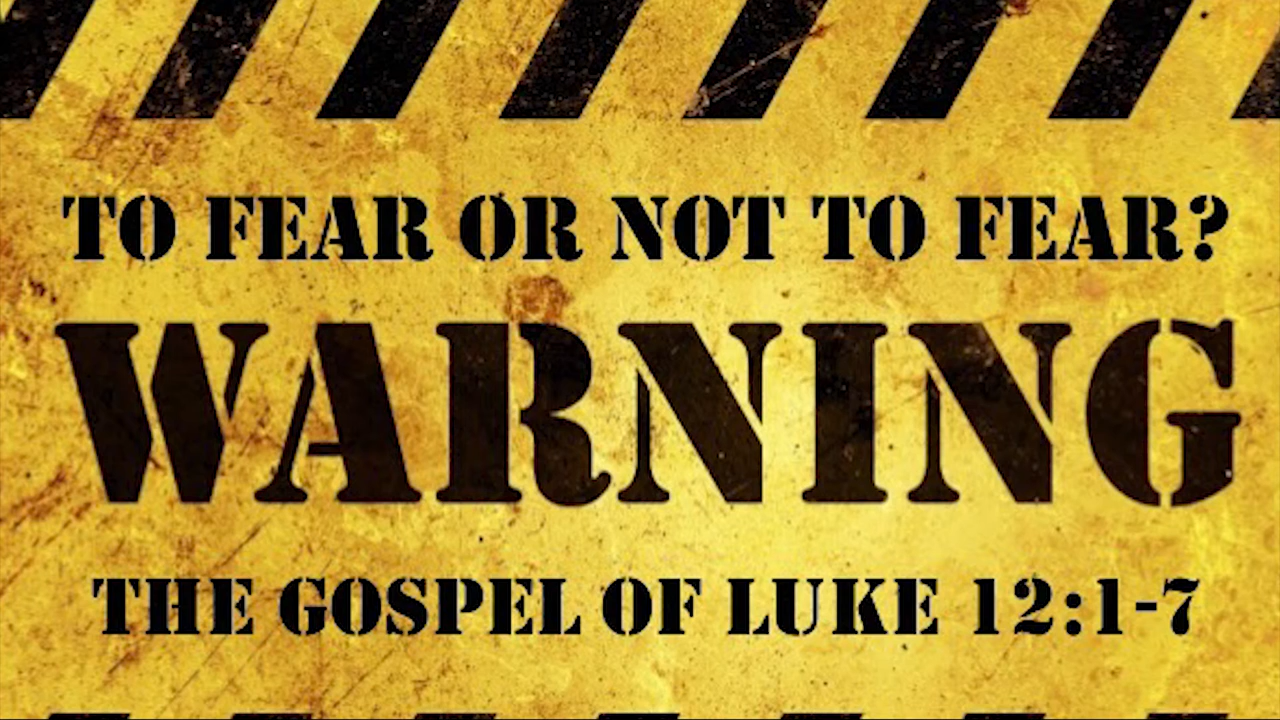 TO FEAR OR NOT TO FEAR?
WARNING
THE GOSPEL OF LUKE 12:1-7